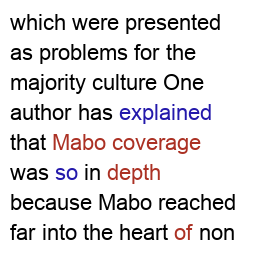 which were presented
as problems for the
majority culture One
author has explained
that Mabo coverage
was so in depth
because Mabo reached
far into the heart of non